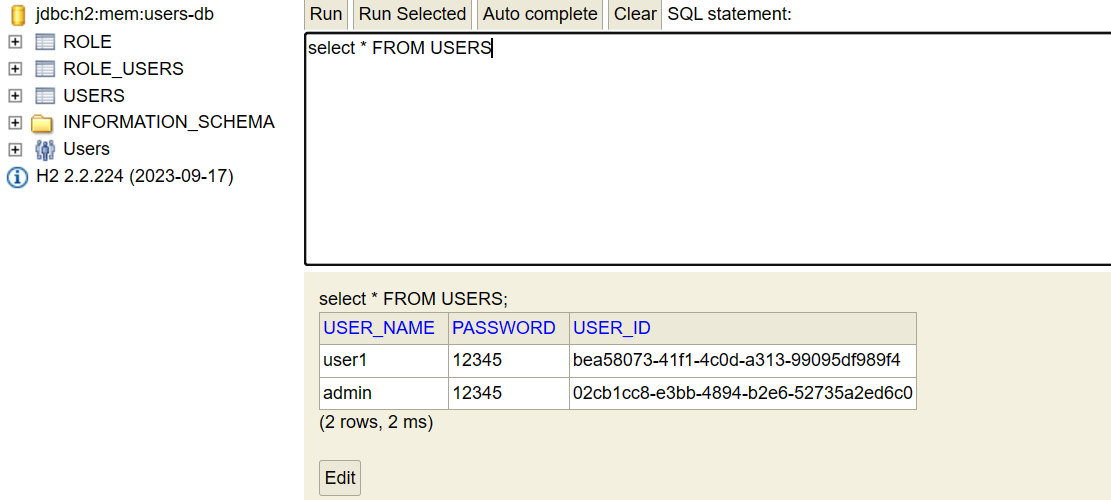 jdbc:h2:mem:users-db
ROLE
ROLE_USERS
USERS
INFORMATION_SCHEMA
Users
H2 2.2.224 (2023-09-17)
Run Run Selected Auto complete Clear SQL statement:
select * FROM USERS
select * FROM USERS;
USER_NAME PASSWORD USER_ID
user1 12345 bea58073-41f1-4c0d-a313-99095df989f4
admin 12345 02cb1cc8-e3bb-4894-b2e6-52735a2ed6c0
(2 rows, 2 ms)
Edit